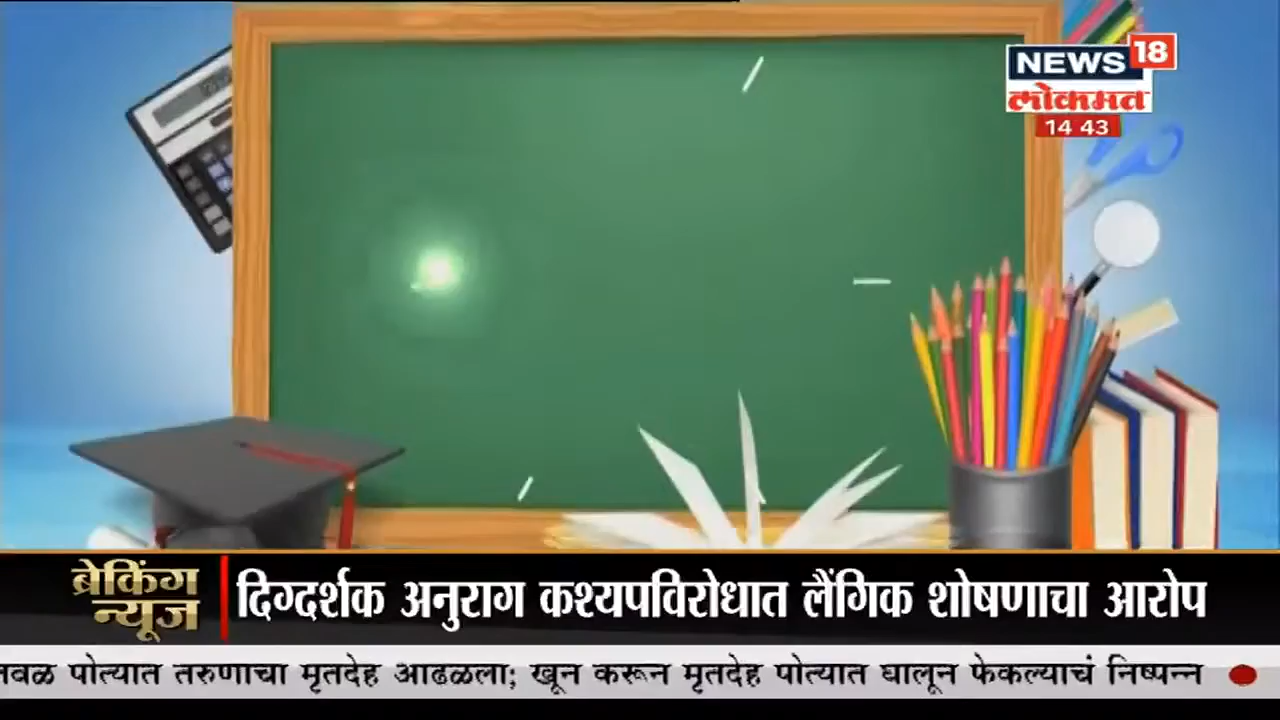 NEWS 18
लोकमत
14 43
ब्रेकिंग
न्यूज
दिग्दर्शक अनुराग कश्यपविरोधात लैंगिक शोषणाचा आरोप
पोत्यात तरुणाचा मृतदेह आढळला; खून करून मृतदेह पोत्यात घालून फेकल्याचं निष्पन्न